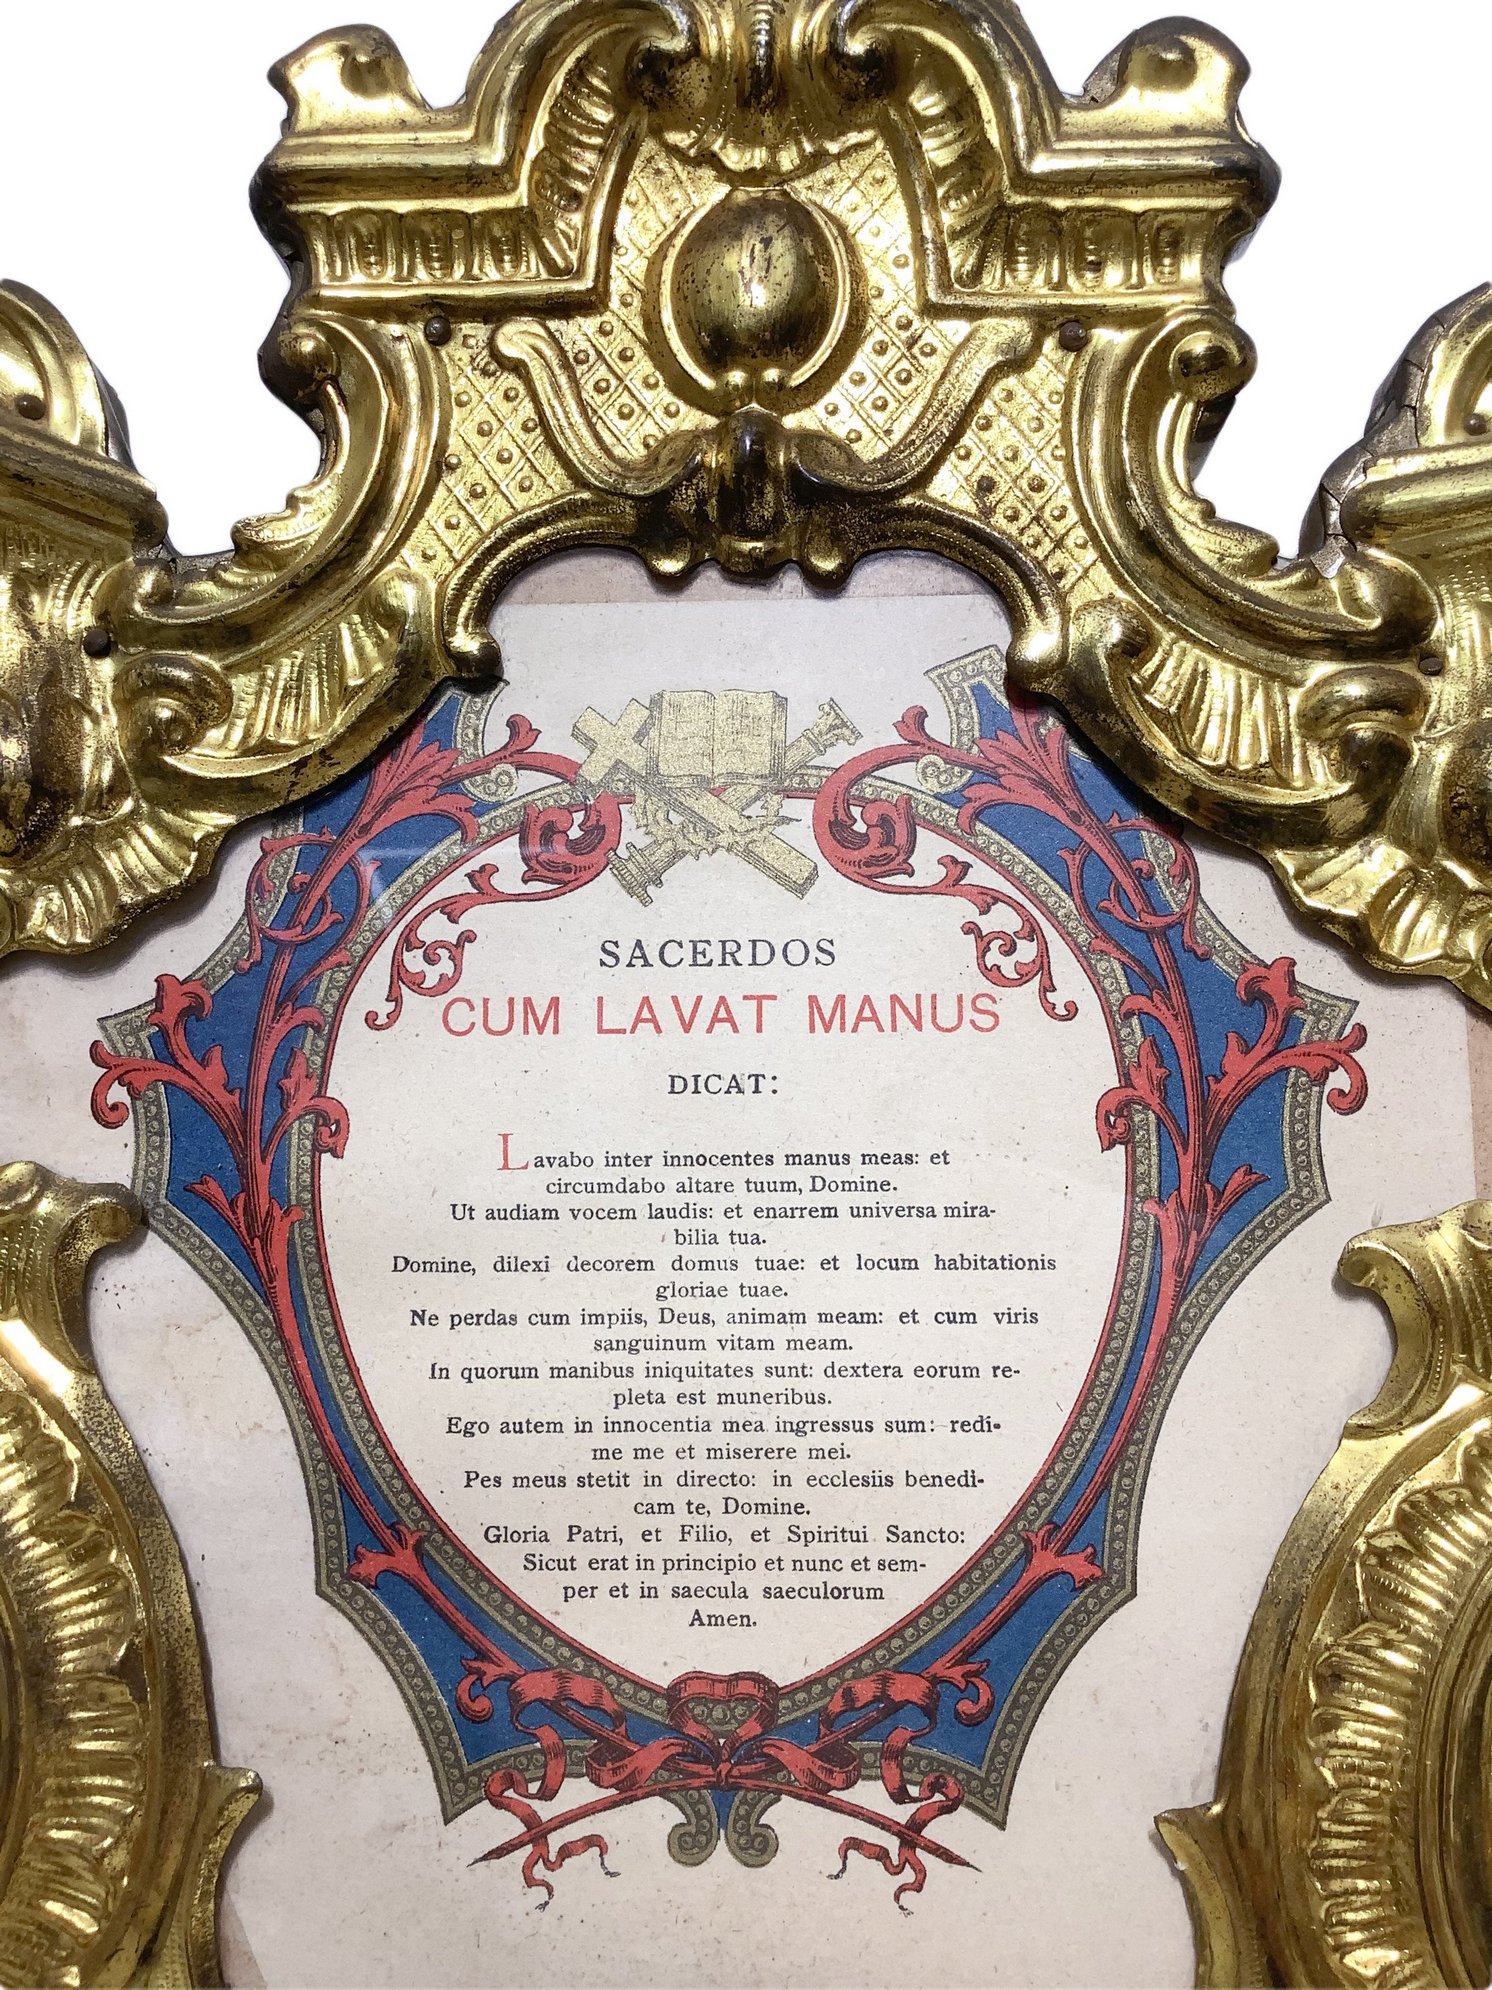 SACERDOS
CUM LAVAT MANUS
DICAT:
Lavabo inter innocentes manus meas: et
circumdabo altare tuum, Domine.
Ut audiam vocem laudis: et enarrem universa mira-
bilia tua.
Domine, dilexi decorem domus tuae: et locum habitationis
gloriae tuae.
Ne perdas cum impiis, Deus, animam meam: et cum viris
sanguinum vitam meam.
In quorum manibus iniquitates sunt: dextera eorum re-
pleta est muneribus.
Ego autem in innocentia mea ingressus sum: redi-
me me et miserere mei.
Pes meus stetit in directo: in ecclesiis benedi-
cam te, Domine.
Gloria Patri, et Filio, et Spiritui Sancto:
Sicut erat in principio et nunc et sem-
per et in saecula saeculorum
Amen.